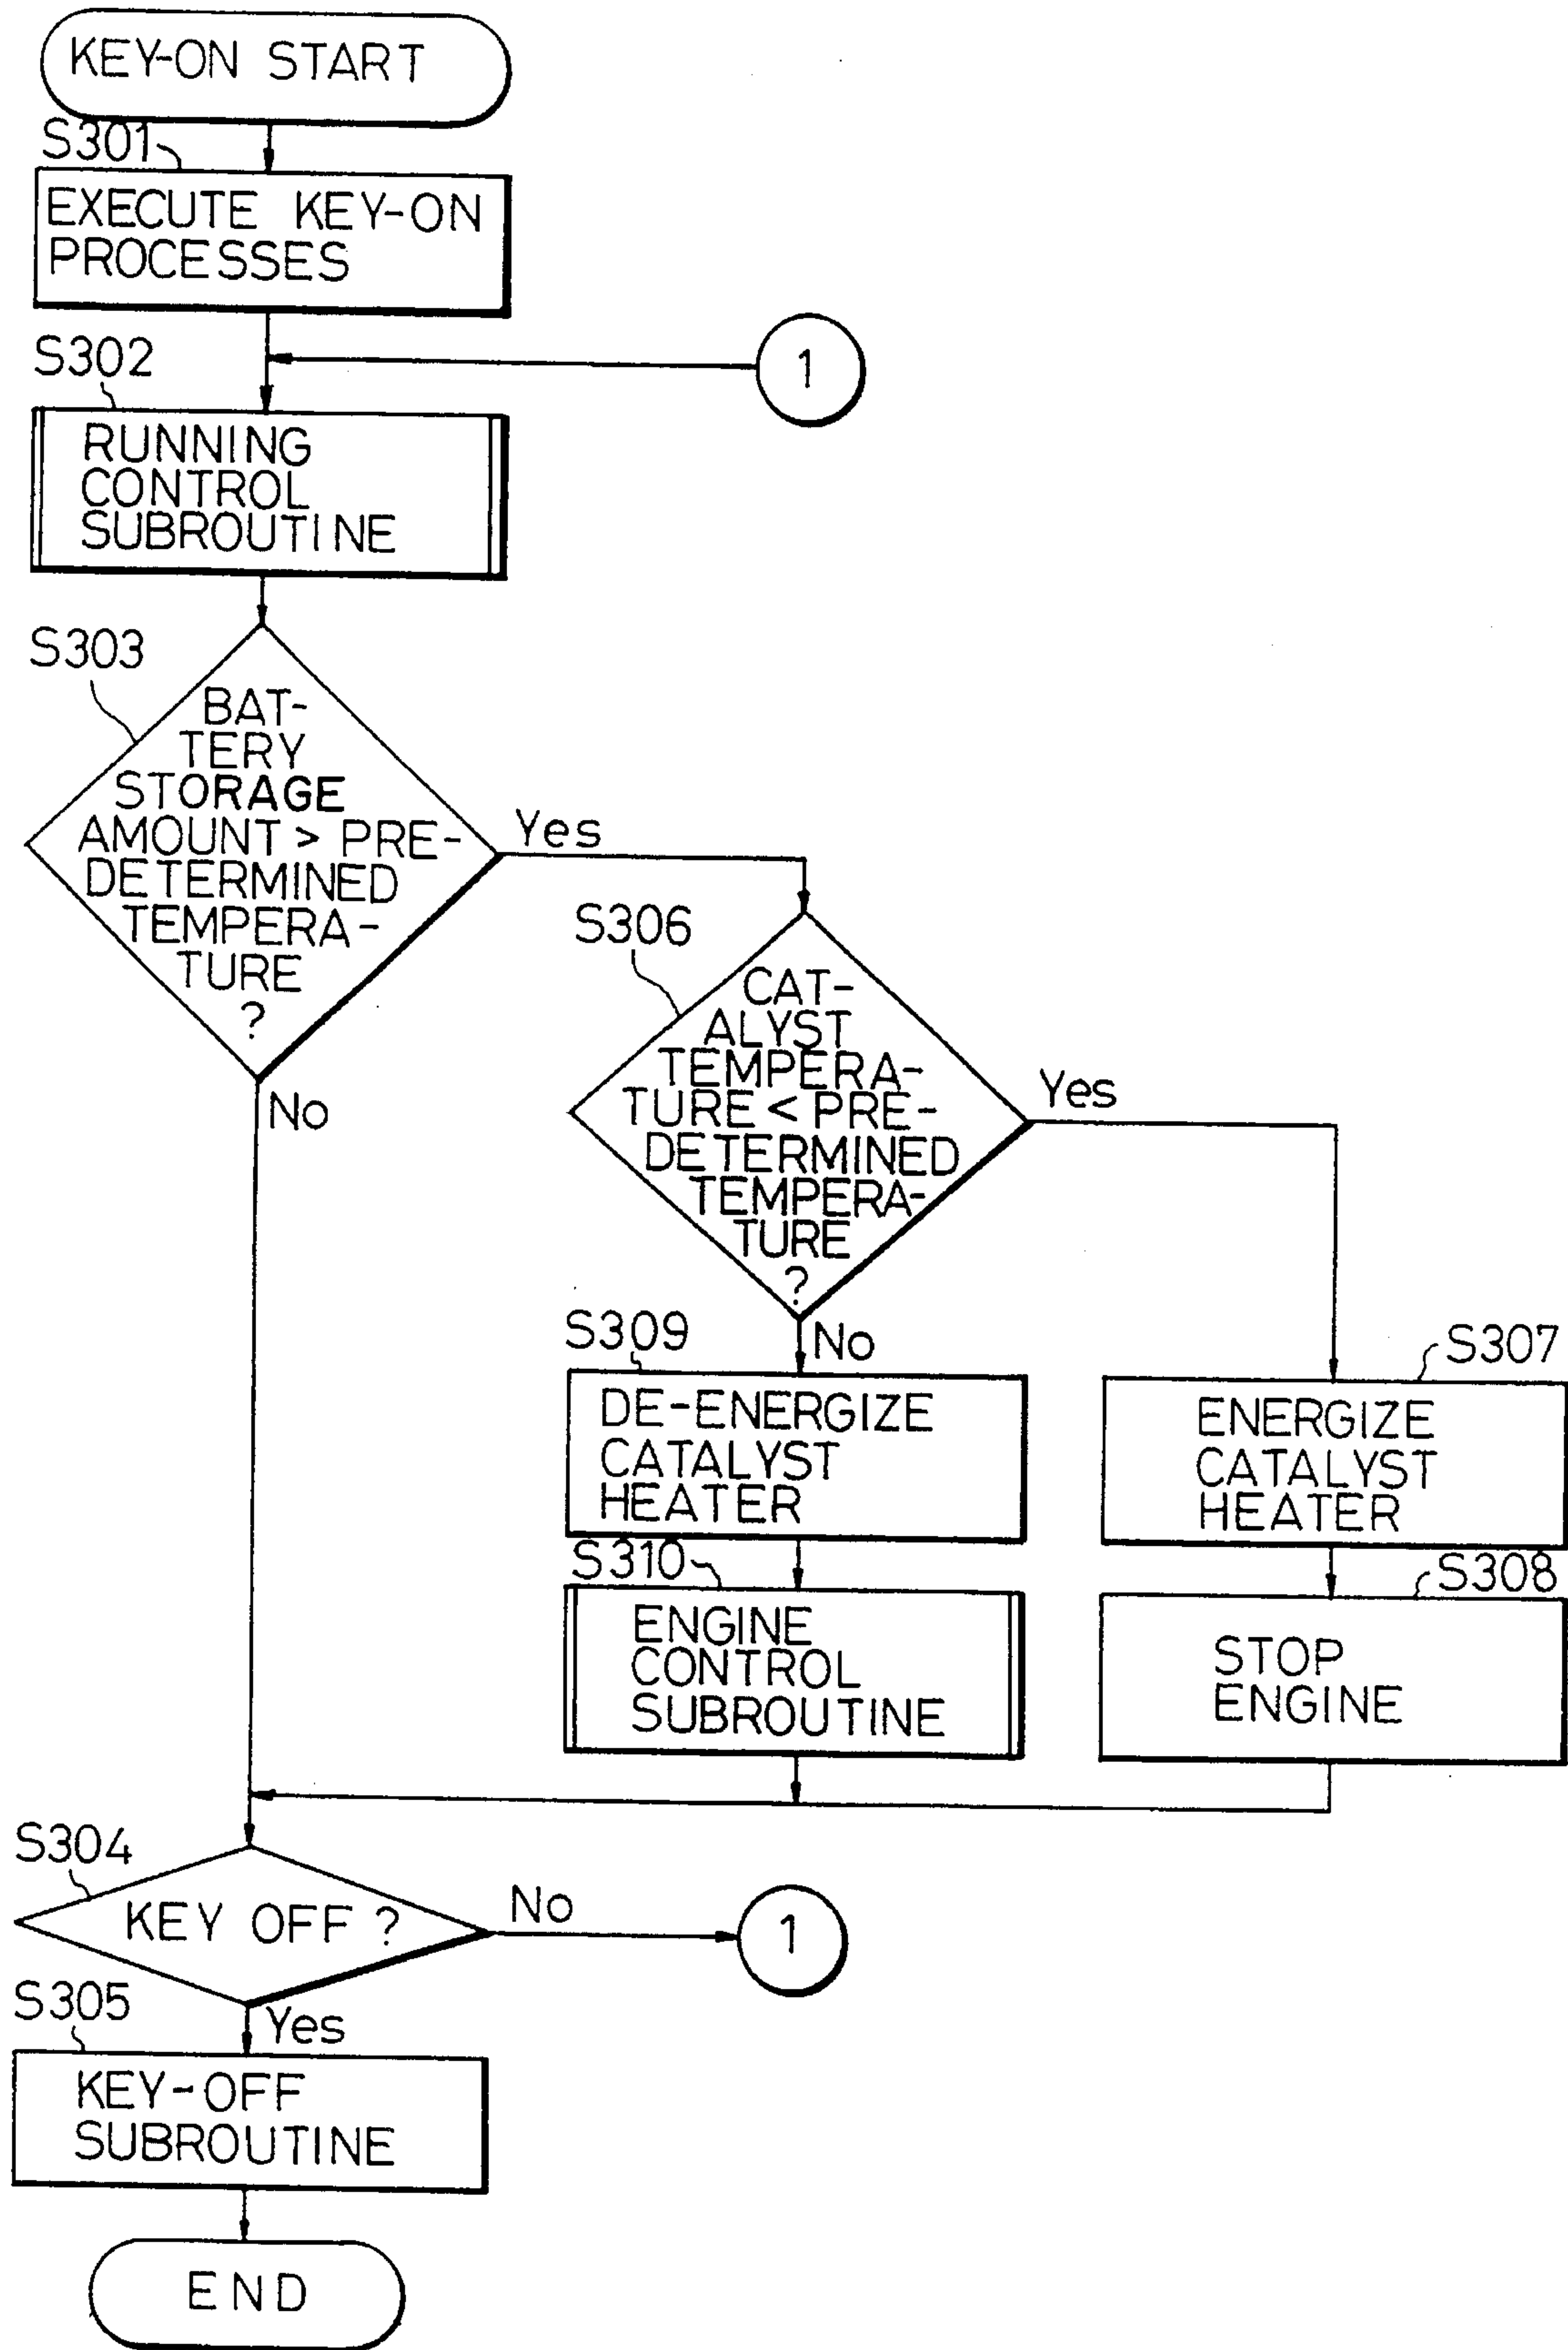 KEY-ON START
S301
EXECUTE KEY-ON
PROCESSES
1
S302
RUNNING
CONTROL
SUBROUTINE
S303
BAT-
TERY
STORAGE
AMOUNT > PRE-
DETERMINED
TEMPERA-
TURE
?
Yes
No
S306
CAT-
ALYST
TEMPERA-
TURE < PRE-
DETERMINED
TEMPERA-
TURE
?
Yes
No
S309
DE-ENERGIZE
CATALYST
HEATER
S307
ENERGIZE
CATALYST
HEATER
S310
ENGINE
CONTROL
SUBROUTINE
S308
STOP
ENGINE
S304
KEY OFF ?
No
1
Yes
S305
KEY-OFF
SUBROUTINE
END